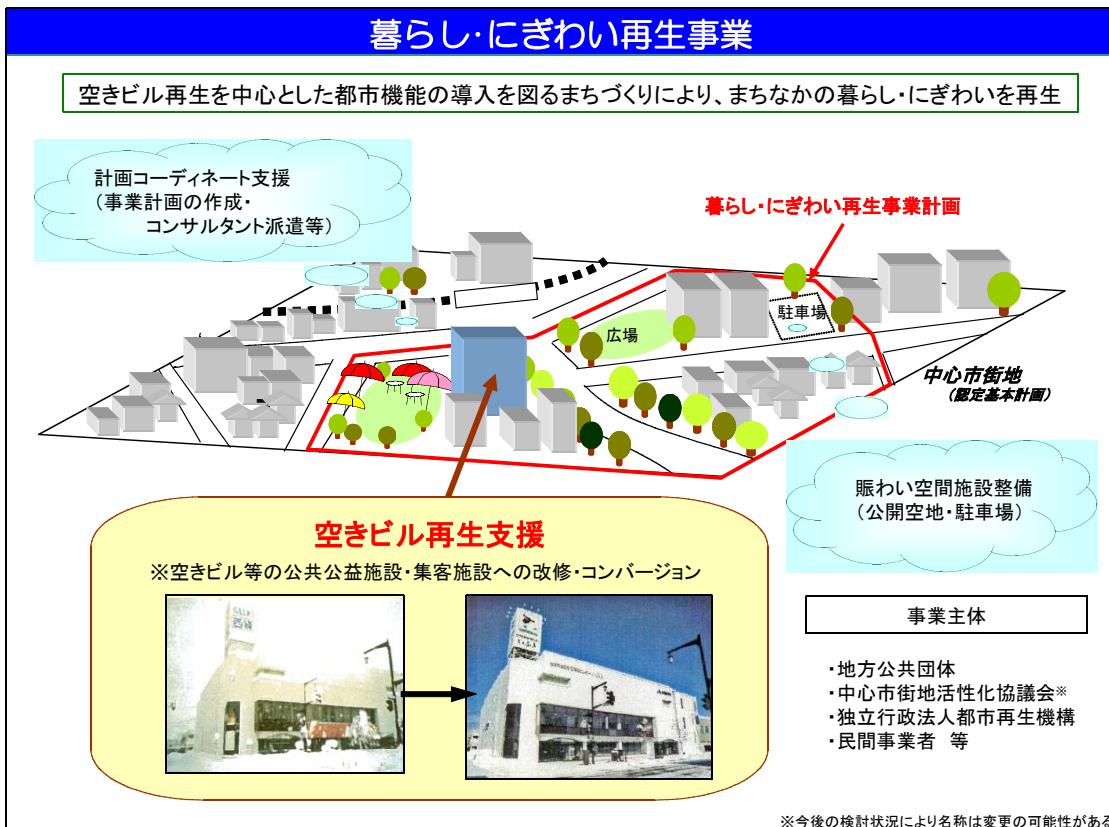 暮らし・にぎわい再生事業
空きビル再生を中心とした都市機能の導入を図るまちづくりにより、まちなかの暮らし・にぎわいを再生
計画コーディネート支援
（事業計画の作成・
コンサルタント派遣等）
暮らし・にぎわい再生事業計画
駐車場
広場
中心市街地
（認定基本計画）
賑わい空間施設整備
（公開空地・駐車場）
空きビル再生支援
※空きビル等の公共公益施設・集客施設への改修・コンバージョン
事業主体
・地方公共団体
・中心市街地活性化協議会※
・独立行政法人都市再生機構
・民間事業者　等
※今後の検討状況により名称は変更の可能性がある